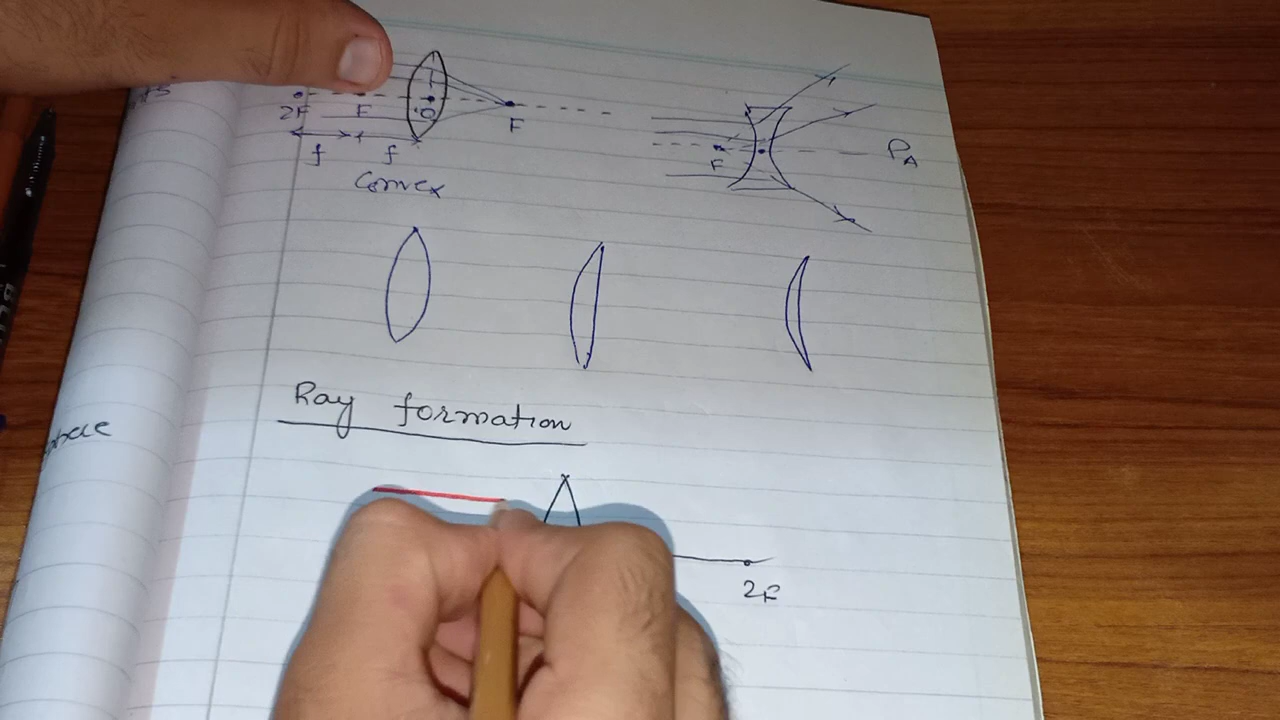 2F F O F
f f
Convex
F PA
Ray formation
2F